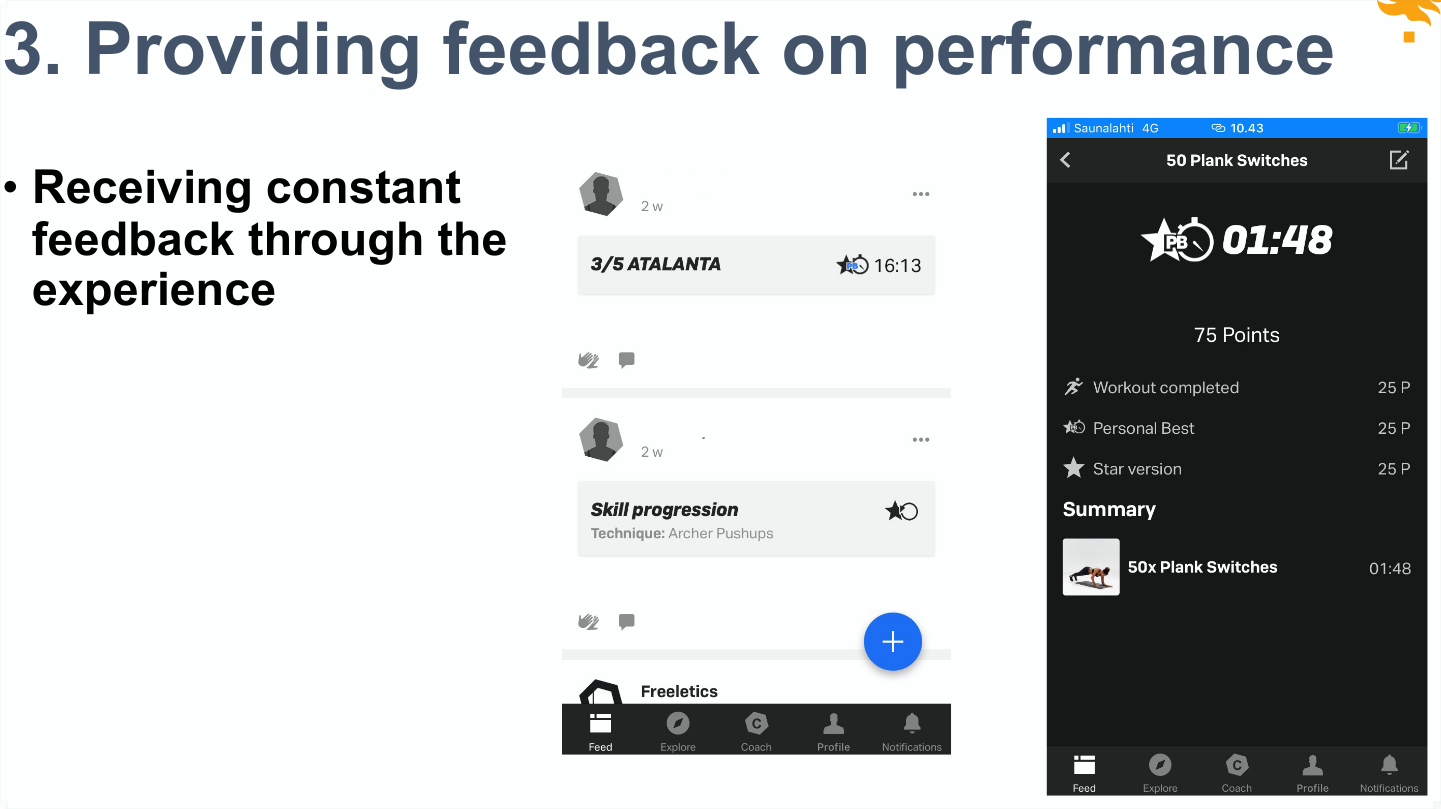 3. Providing feedback on performance
• Receiving constant
feedback through the
experience
2 w
3/5 ATALANTA
PB 16:13
2 w
Skill progression
Technique: Archer Pushups
Freeletics
Feed Explore Coach Profile Notifications
Saunalahti 4G 10.43
50 Plank Switches
PB 01:48
75 Points
Workout completed 25 P
Personal Best 25 P
Star version 25 P
Summary
50x Plank Switches 01:48
Feed Explore Coach Profile Notifications